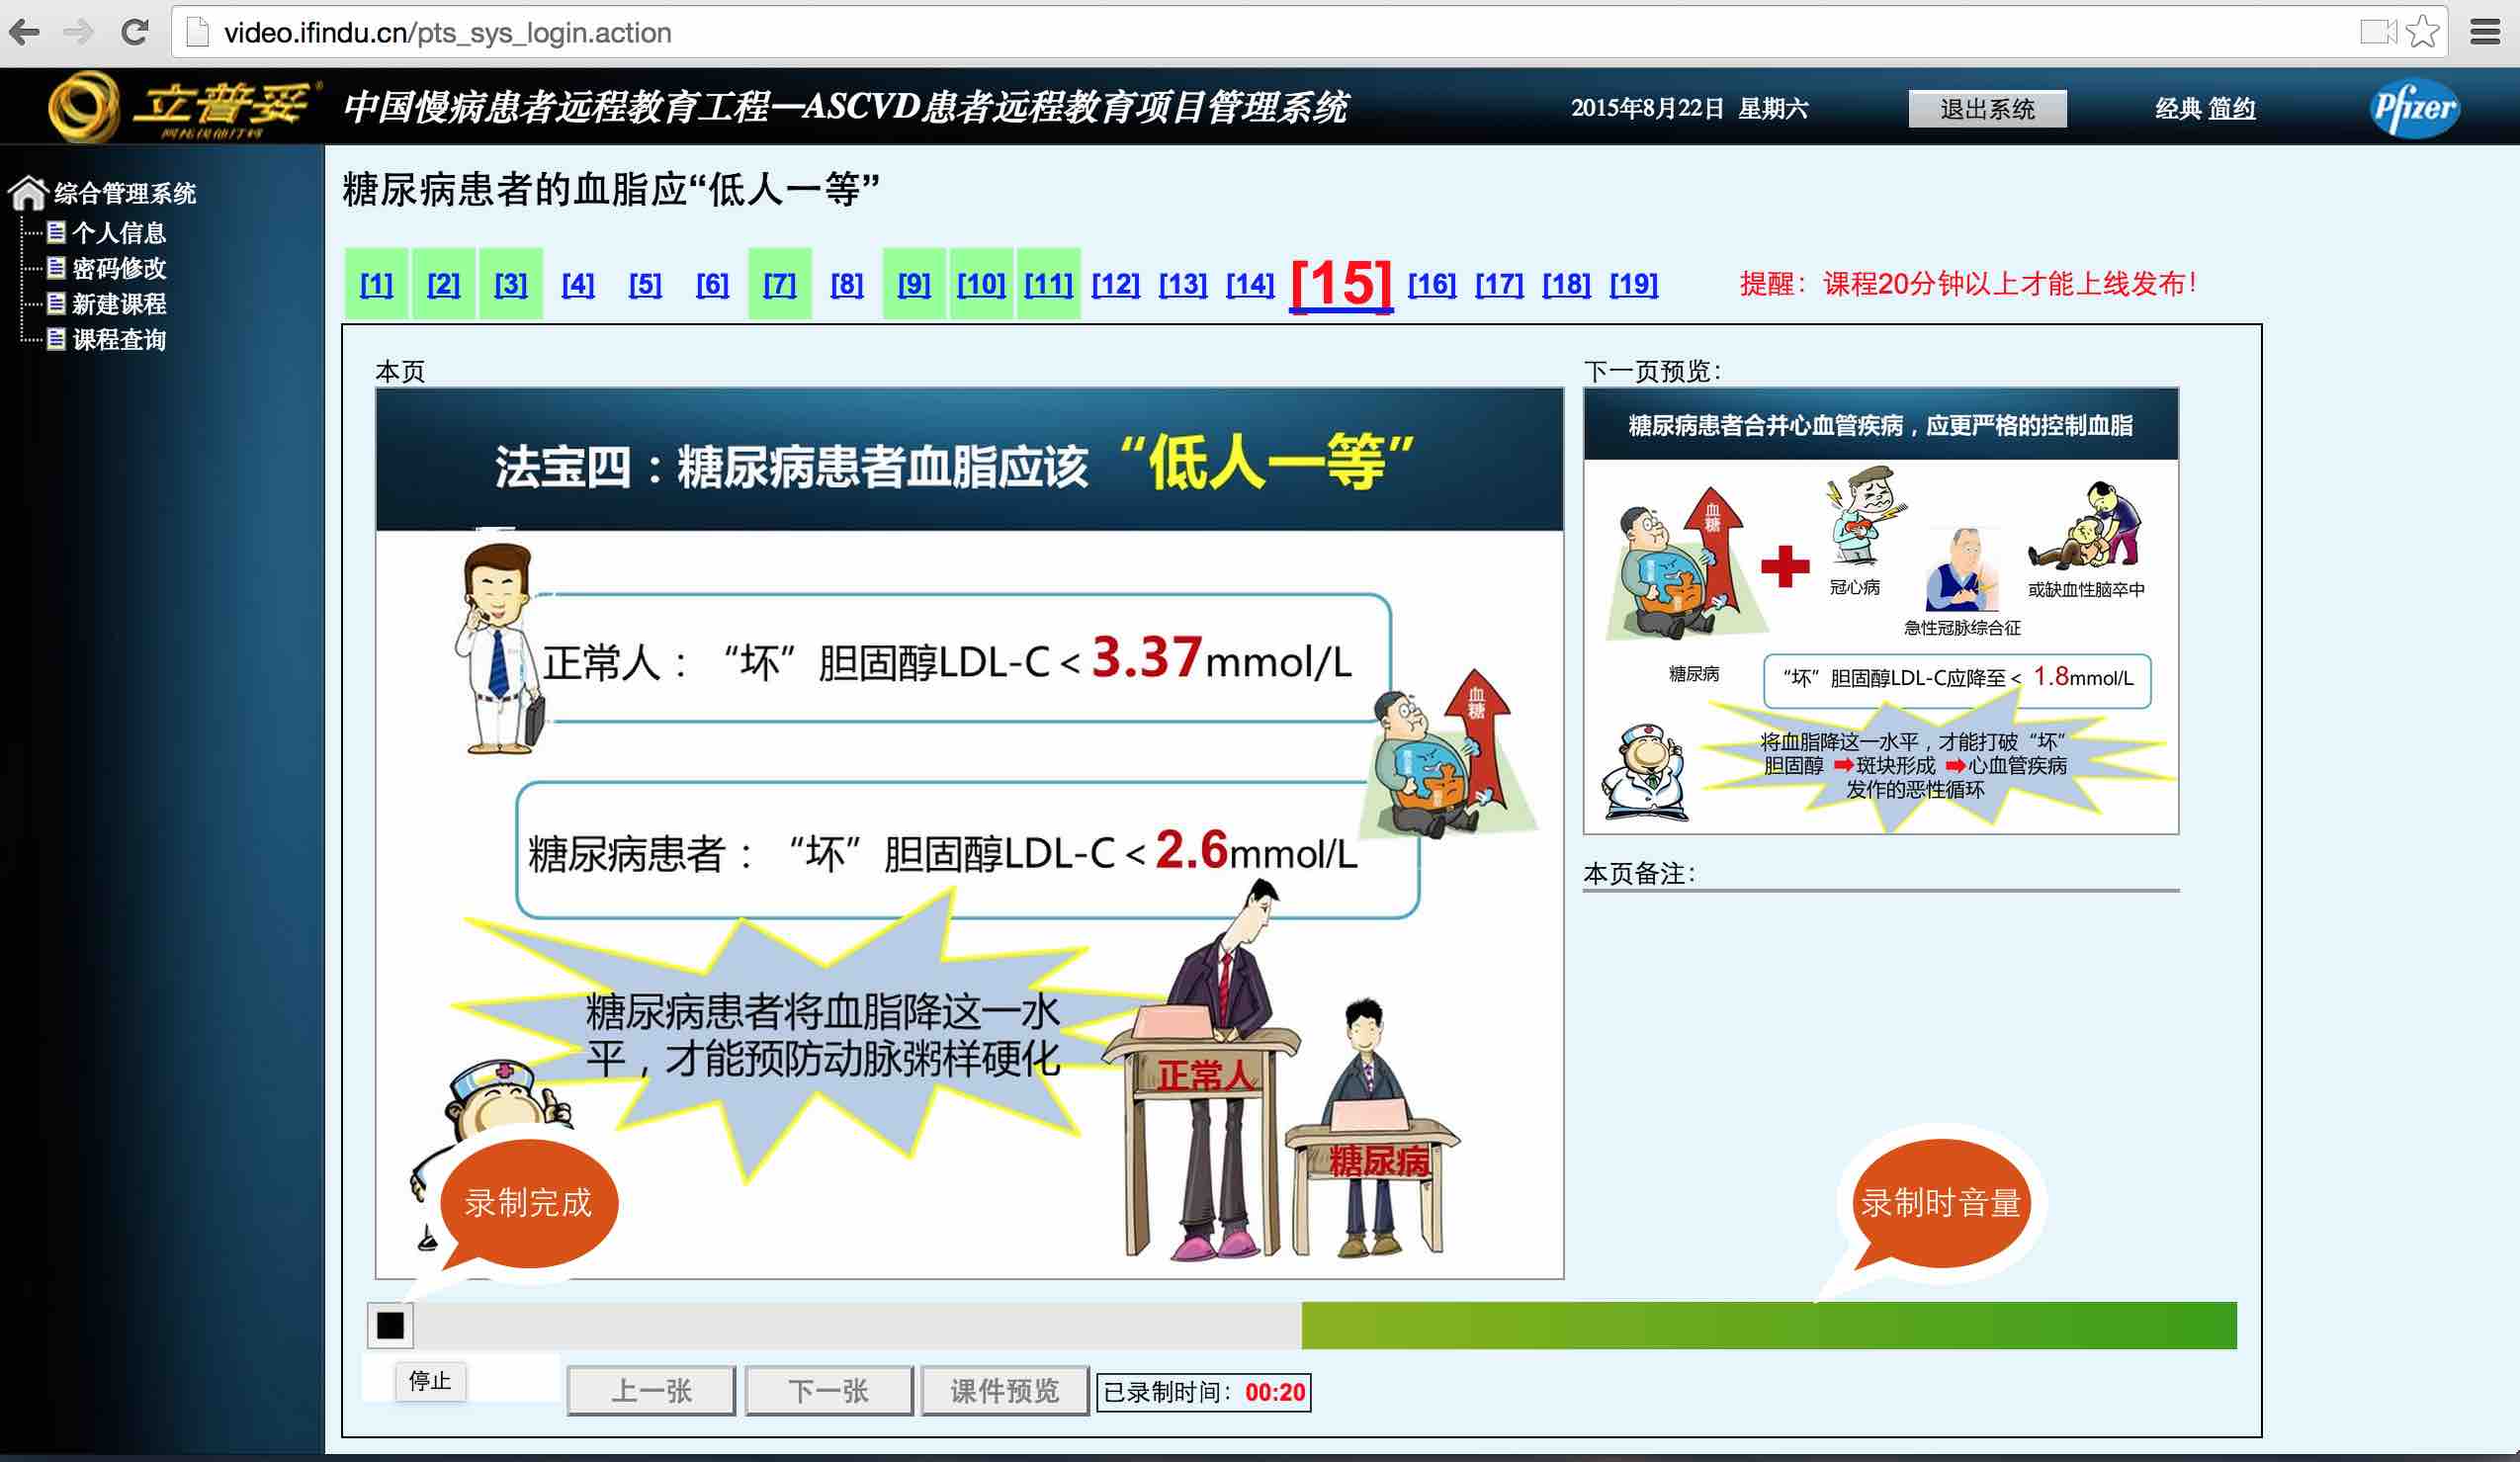 video.ifindu.cn/pts_sys_login.action
立普妥
中国慢病患者远程教育工程—ASCVD患者远程教育项目管理系统
2015年8月22日 星期六
退出系统
经典 简约
Pfizer
综合管理系统
个人信息
密码修改
新建课程
课程查询
糖尿病患者的血脂应“低人一等”
[1] [2] [3] [4] [5] [6] [7] [8] [9] [10] [11] [12] [13] [14] [15] [16] [17] [18] [19]
提醒：课程20分钟以上才能上线发布！
本页
法宝四：糖尿病患者血脂应该 “低人一等”
正常人：“坏”胆固醇LDL-C＜3.37mmol/L
血糖
糖尿病患者：“坏”胆固醇LDL-C＜2.6mmol/L
糖尿病患者将血脂降这一水
平，才能预防动脉粥样硬化
正常人
糖尿病
录制完成
下一页预览：
糖尿病患者合并心血管疾病，应更严格的控制血脂
血糖
冠心病
或缺血性脑卒中
急性冠脉综合征
糖尿病
“坏”胆固醇LDL-C应降至＜1.8mmol/L
将血脂降这一水平，才能打破“坏”
胆固醇➡斑块形成➡心血管疾病
发作的恶性循环
本页备注：
录制时音量
停止
上一张
下一张
课件预览
已录制时间：00:20